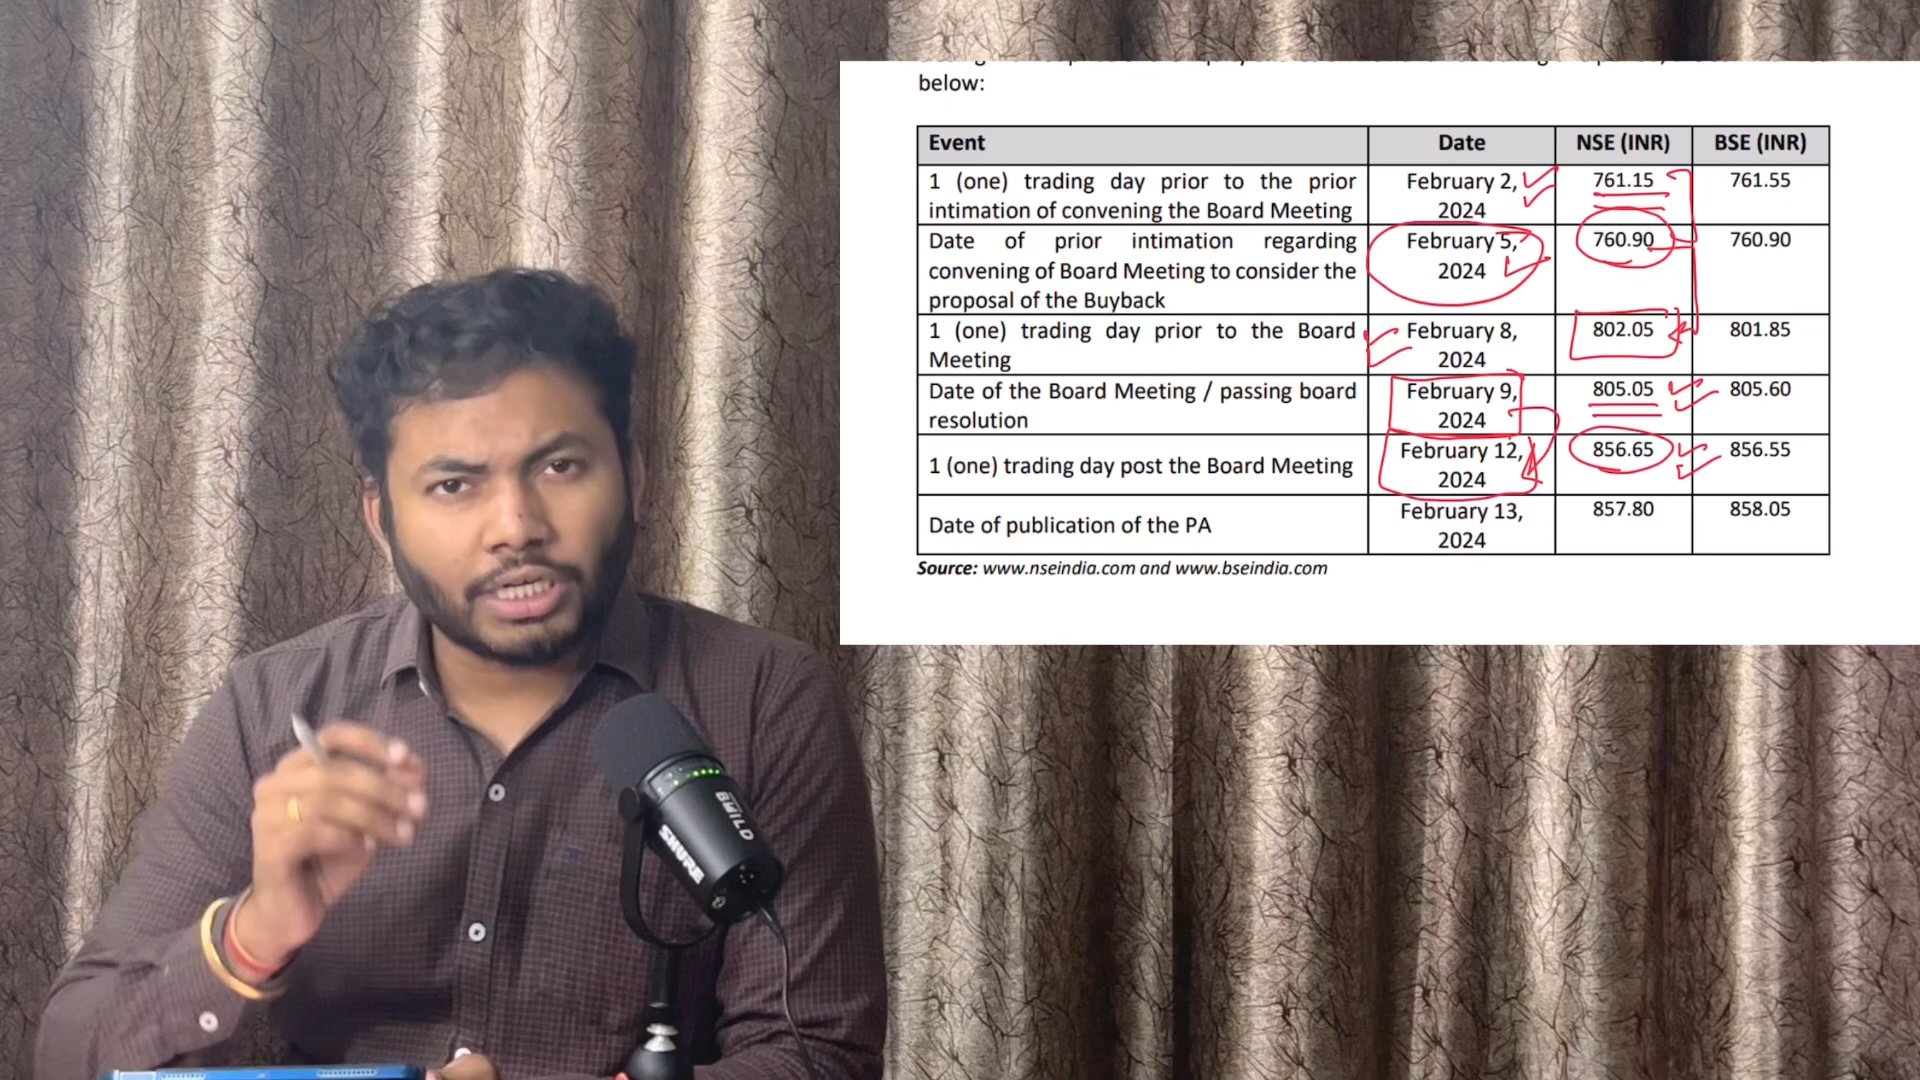 below:
Event Date NSE (INR) BSE (INR)
1 (one) trading day prior to the prior February 2, 761.15 761.55
intimation of convening the Board Meeting 2024
Date of prior intimation regarding February 5, 760.90 760.90
convening of Board Meeting to consider the 2024
proposal of the Buyback
1 (one) trading day prior to the Board February 8, 802.05 801.85
Meeting 2024
Date of the Board Meeting / passing board February 9, 805.05 805.60
resolution 2024
1 (one) trading day post the Board Meeting February 12, 856.65 856.55
2024
Date of publication of the PA February 13, 857.80 858.05
2024
Source: www.nseindia.com and www.bseindia.com
SHURE